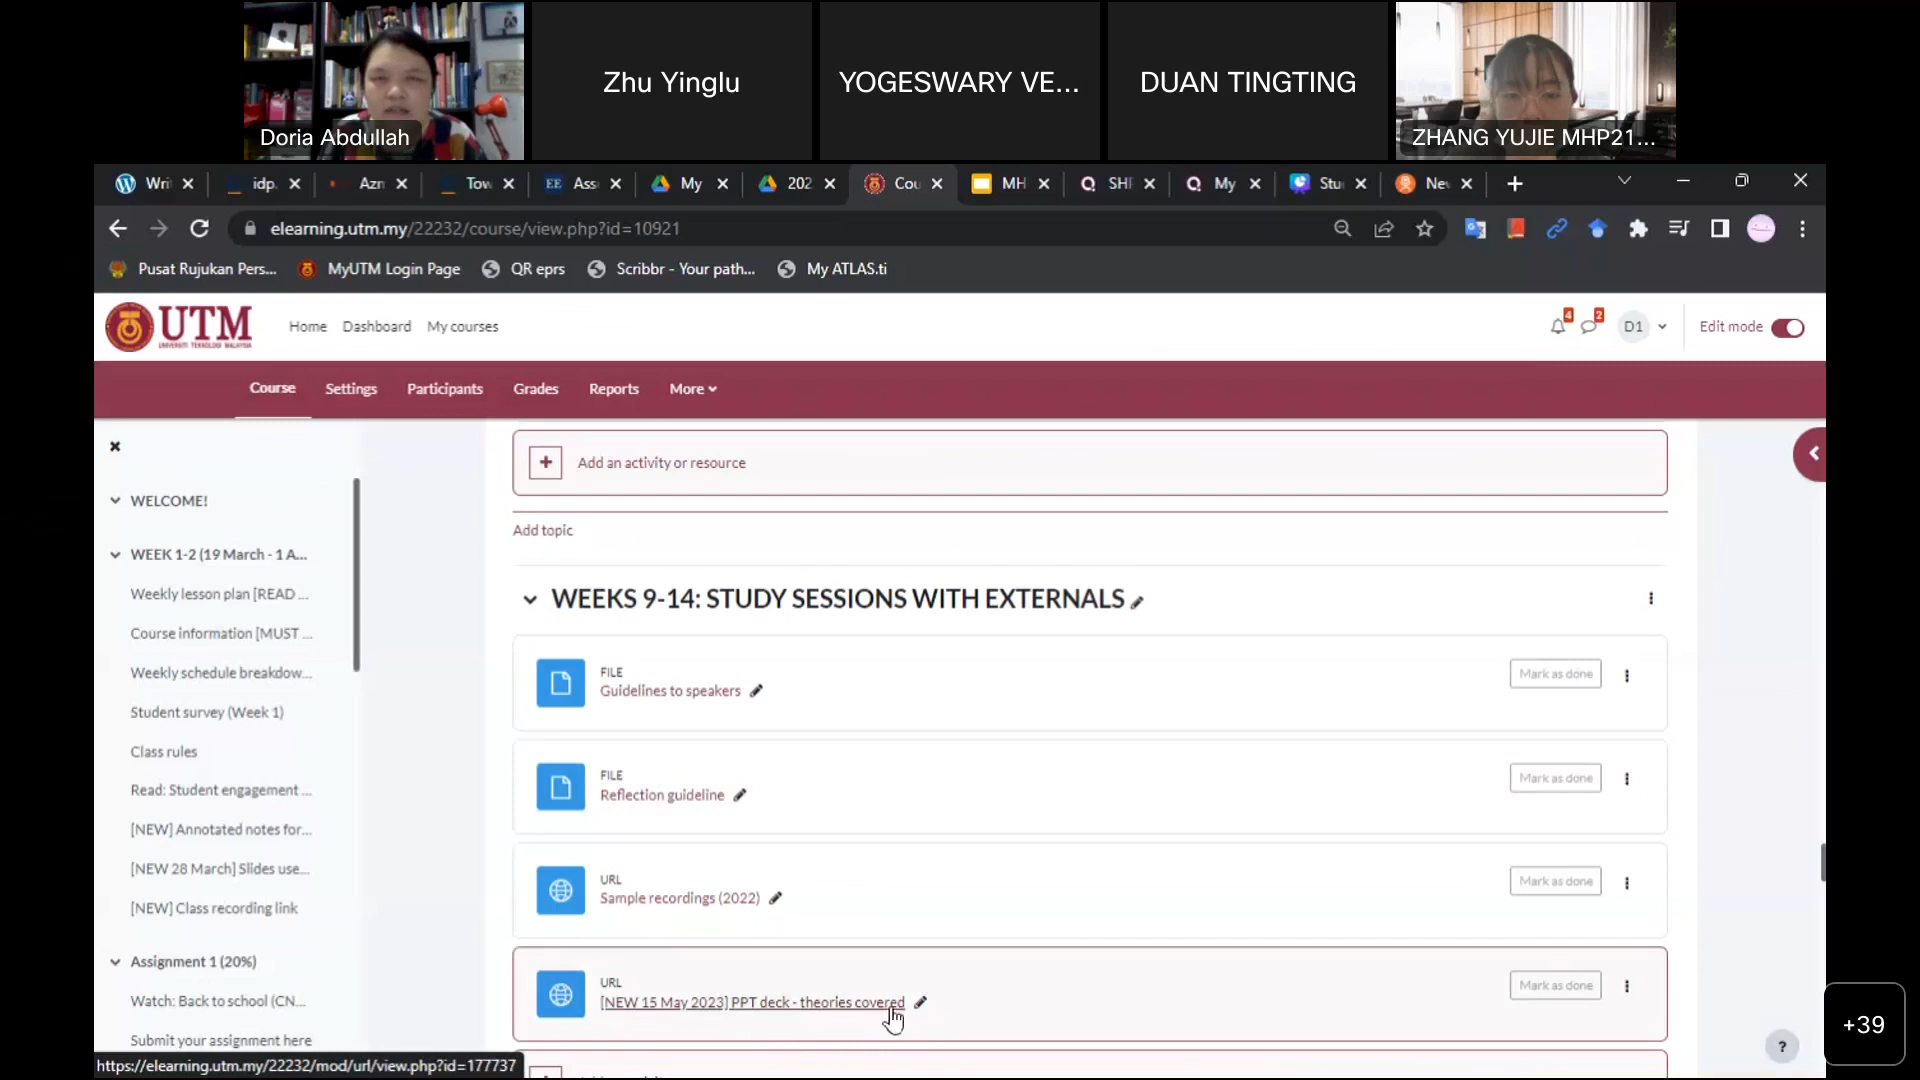 Zhu Yinglu
YOGESWARY VE...
DUAN TINGTING
Doria Abdullah
ZHANG YUJIE MHP21...
Wri
idp.
Azn
Tow
EE
Ass
My
202
Cou
MH
SHI
My
Stu
Nev
elearning.utm.my/22232/course/view.php?id=10921
Pusat Rujukan Pers...
MyUTM Login Page
QR eprs
Scribbr - Your path...
My ATLAS.ti
UTM
UNIVERSITI TEKNOLOGI MALAYSIA
Home
Dashboard
My courses
4
2
D1
Edit mode
Course
Settings
Participants
Grades
Reports
More
Add an activity or resource
Add topic
WELCOME!
WEEK 1-2 (19 March - 1 A...
Weekly lesson plan [READ ...
Course information [MUST ...
Weekly schedule breakdow...
Student survey (Week 1)
Class rules
Read: Student engagement ...
[NEW] Annotated notes for...
[NEW 28 March] Slides use...
[NEW] Class recording link
Assignment 1 (20%)
Watch: Back to school (CN...
Submit your assignment here
WEEKS 9-14: STUDY SESSIONS WITH EXTERNALS
FILE
Guidelines to speakers
Mark as done
FILE
Reflection guideline
Mark as done
URL
Sample recordings (2022)
Mark as done
URL
[NEW 15 May 2023] PPT deck - theories covered
Mark as done
+39
?
https://elearning.utm.my/22232/mod/url/view.php?id=177737